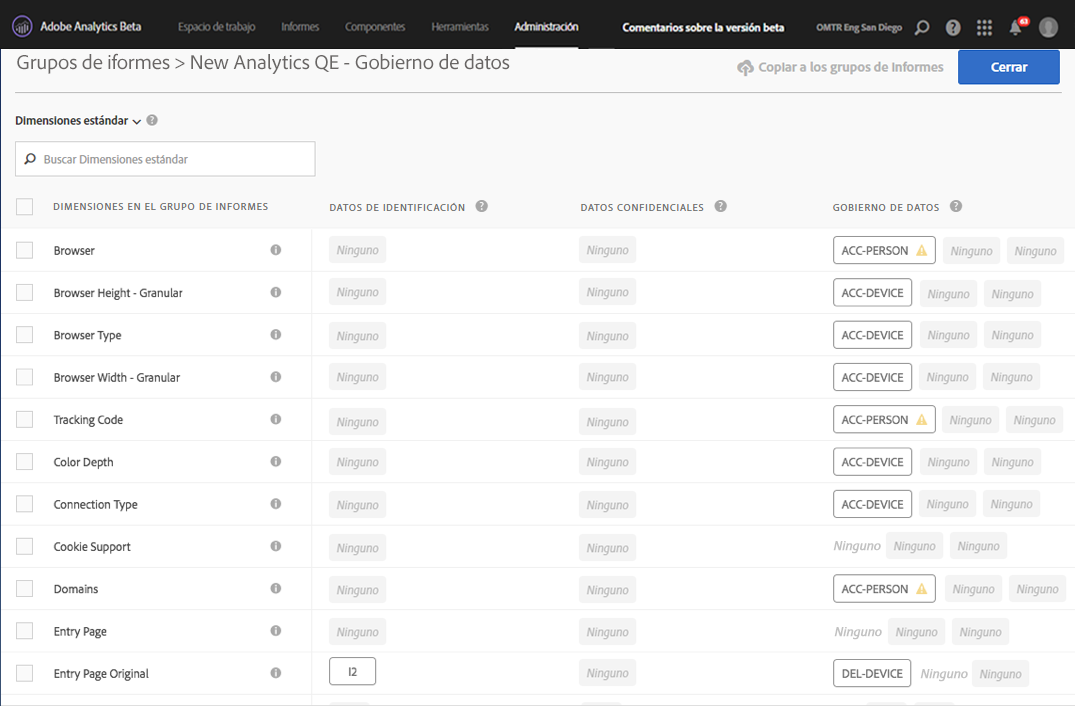 Adobe Analytics Beta Espacio de trabajo Informes Componentes Herramientas Administración Comentarios sobre la versión beta OMTR Eng San Diego ? 63
Grupos de iformes > New Analytics QE - Gobierno de datos Copiar a los grupos de Informes Cerrar
Dimensiones estándar ?
Buscar Dimensiones estándar
DIMENSIONES EN EL GRUPO DE INFORMES DATOS DE IDENTIFICACIÓN ? DATOS CONFIDENCIALES ? GOBIERNO DE DATOS ?
Browser Ninguno Ninguno ACC-PERSON Ninguno Ninguno
Browser Height - Granular Ninguno Ninguno ACC-DEVICE Ninguno Ninguno
Browser Type Ninguno Ninguno ACC-DEVICE Ninguno Ninguno
Browser Width - Granular Ninguno Ninguno ACC-DEVICE Ninguno Ninguno
Tracking Code Ninguno Ninguno ACC-PERSON Ninguno Ninguno
Color Depth Ninguno Ninguno ACC-DEVICE Ninguno Ninguno
Connection Type Ninguno Ninguno ACC-DEVICE Ninguno Ninguno
Cookie Support Ninguno Ninguno Ninguno Ninguno Ninguno
Domains Ninguno Ninguno ACC-PERSON Ninguno Ninguno
Entry Page Ninguno Ninguno Ninguno Ninguno Ninguno
Entry Page Original I2 Ninguno DEL-DEVICE Ninguno Ninguno